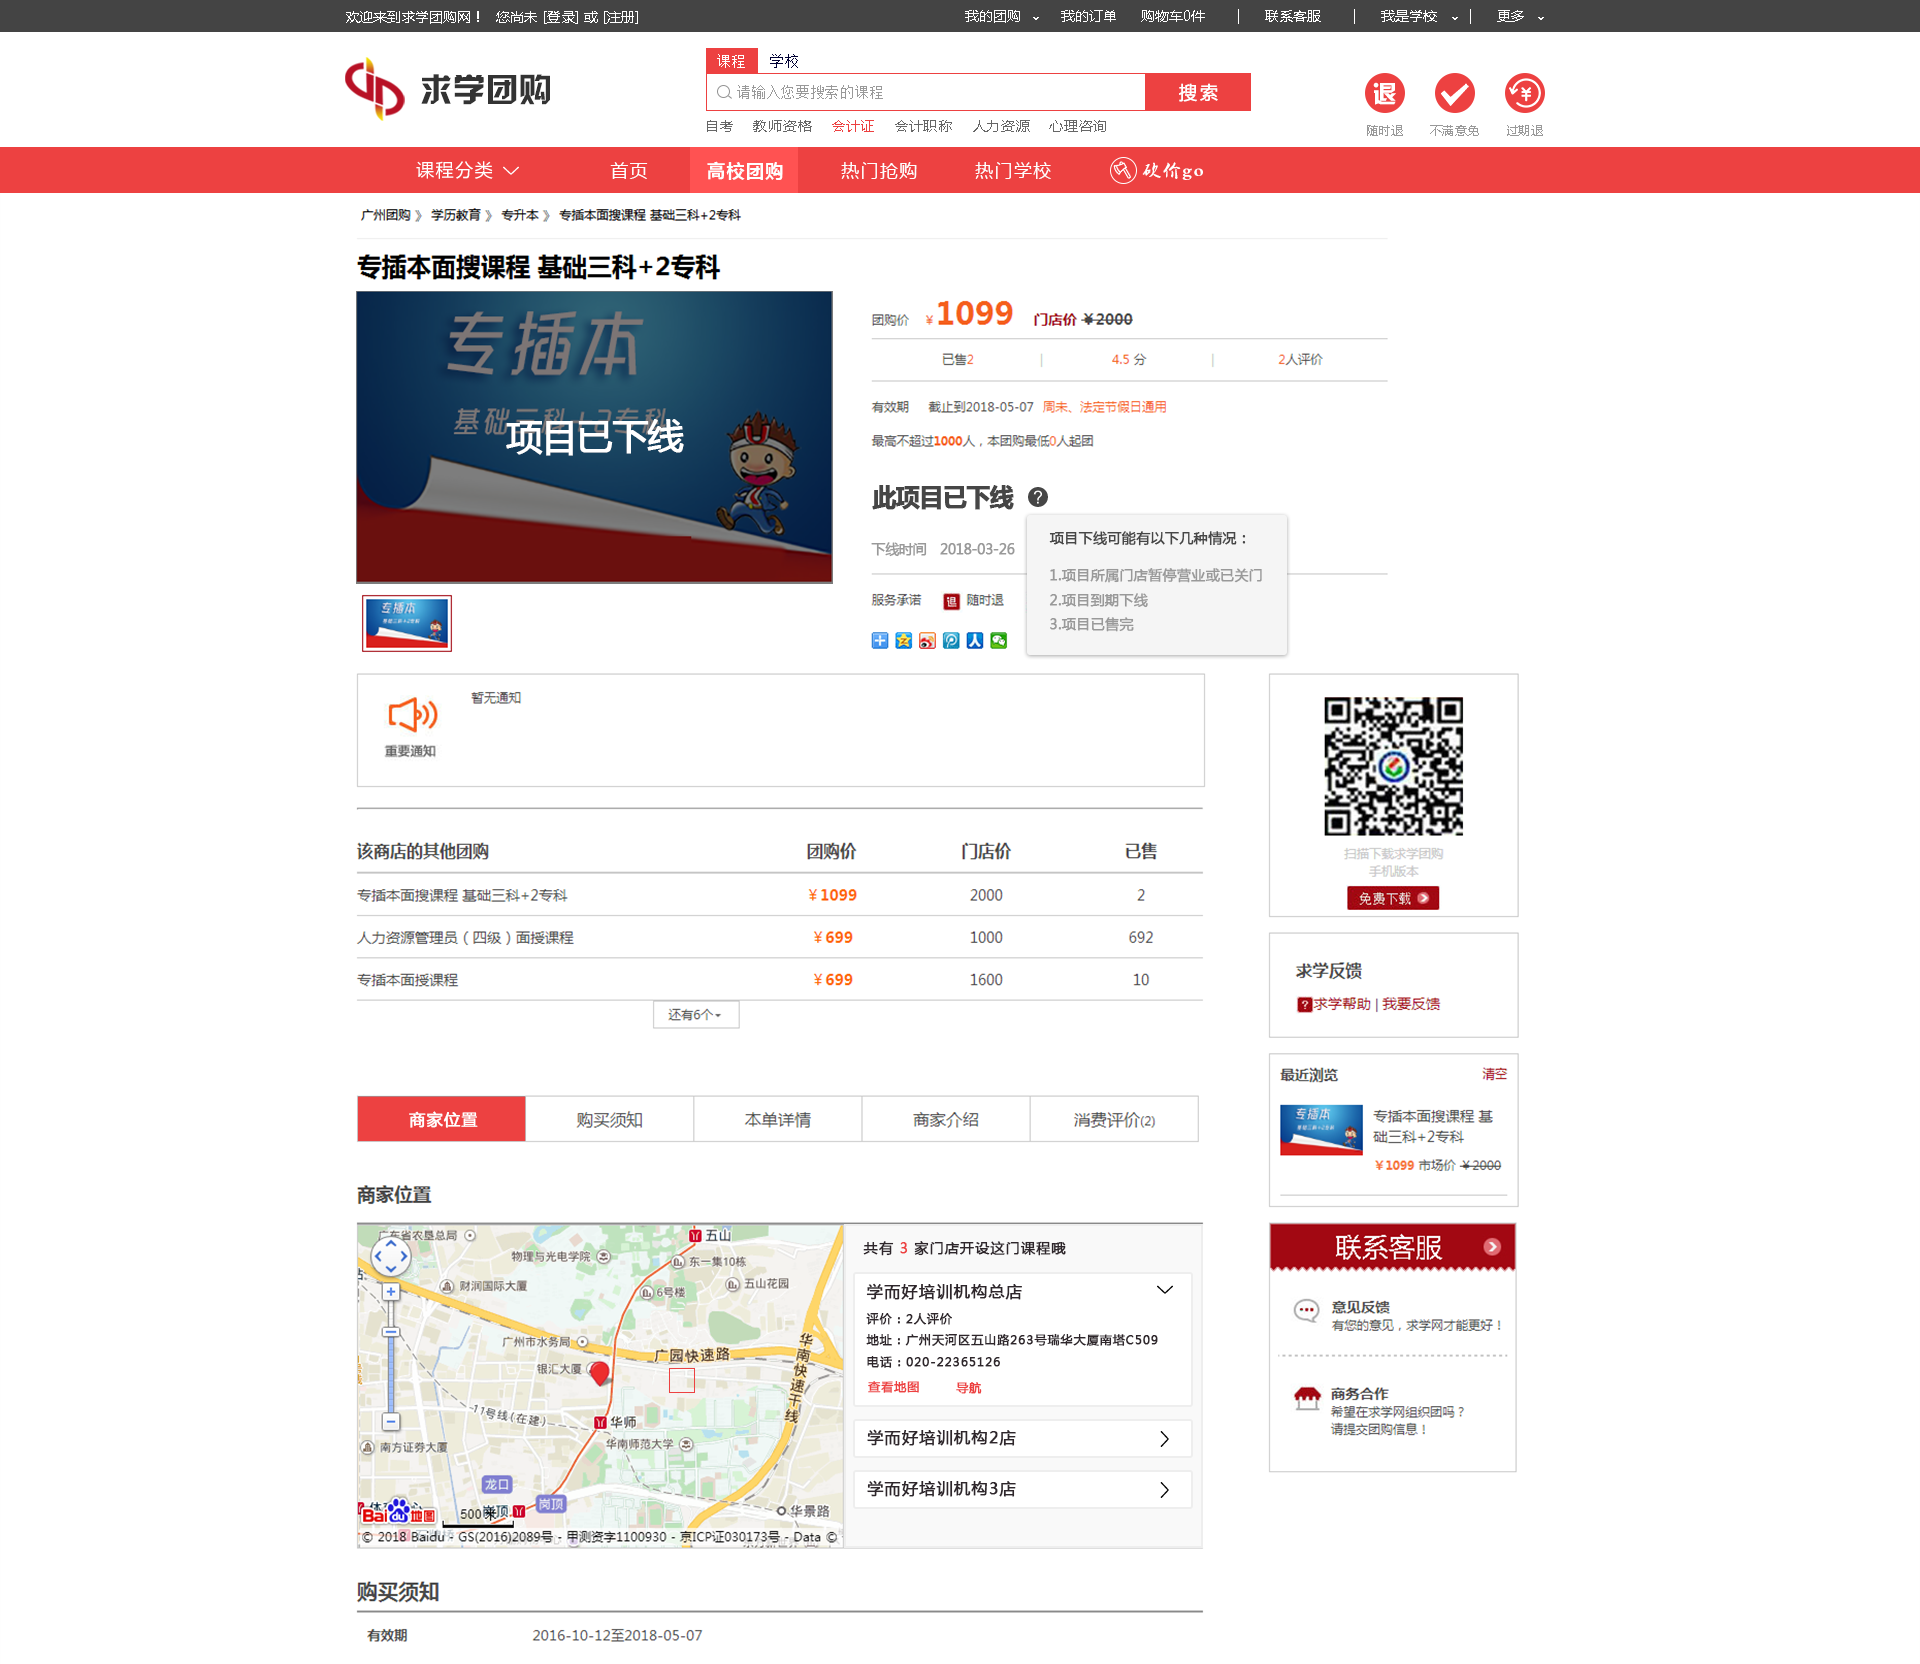 欢迎来到求学团购网！ 您尚未 [登录] 或 [注册]
我的团购 我的订单 购物车0件 | 联系客服 | 我是学校 | 更多
求学团购
课程 学校
请输入您要搜索的课程
搜索
自考 教师资格 会计证 会计职称 人力资源 心理咨询
退
随时退 不满意免 过期退
课程分类 首页 高校团购 热门抢购 热门学校 砍价go
广州团购 》 学历教育 》 专升本 》 专插本面搜课程 基础三科+2专科
专插本面搜课程 基础三科+2专科
专插本
基础三科+2专科
项目已下线
团购价 ¥1099 门店价 ¥2000
已售2 | 4.5 分 | 2人评价
有效期 截止到2018-05-07 周未、法定节假日通用
最高不超过1000人，本团购最低0人起团
此项目已下线 ?
下线时间 2018-03-26
项目下线可能有以下几种情况：
1.项目所属门店暂停营业或已关门
2.项目到期下线
3.项目已售完
服务承诺 退 随时退
专插本
基础三科+2专科
暂无通知
重要通知
扫描下载求学团购
手机版本
免费下载
该商店的其他团购 团购价 门店价 已售
专插本面搜课程 基础三科+2专科 ¥1099 2000 2
人力资源管理员（四级）面授课程 ¥699 1000 692
专插本面授课程 ¥699 1600 10
还有6个
求学反馈
?求学帮助 | 我要反馈
最近浏览 清空
专插本
基础三科+2专科
专插本面搜课程 基
础三科+2专科
¥1099 市场价 ¥2000
商家位置 购买须知 本单详情 商家介绍 消费评价(2)
商家位置
广东省农垦总局
五山
物理与光电学院
东一集10栋
财润国际大厦
6号楼
五山花园
广州市水务局
广园快速路
华南快速干线
银汇大厦
11号线(在建)
华师
华南师范大学
南方证券大厦
龙口
岗顶
岗顶
华景路
Bai du 地图
500米
© 2018 Baidu - GS(2016)2089号 - 甲测资字1100930 - 京ICP证030173号 - Data ©
共有 3 家门店开设这门课程哦
学而好培训机构总店
评价：2人评价
地址：广州天河区五山路263号瑞华大厦南塔C509
电话：020-22365126
查看地图 导航
学而好培训机构2店
学而好培训机构3店
联系客服
意见反馈
有您的意见，求学网才能更好！
商务合作
希望在求学网组织团吗？
请提交团购信息！
购买须知
有效期 2016-10-12至2018-05-07